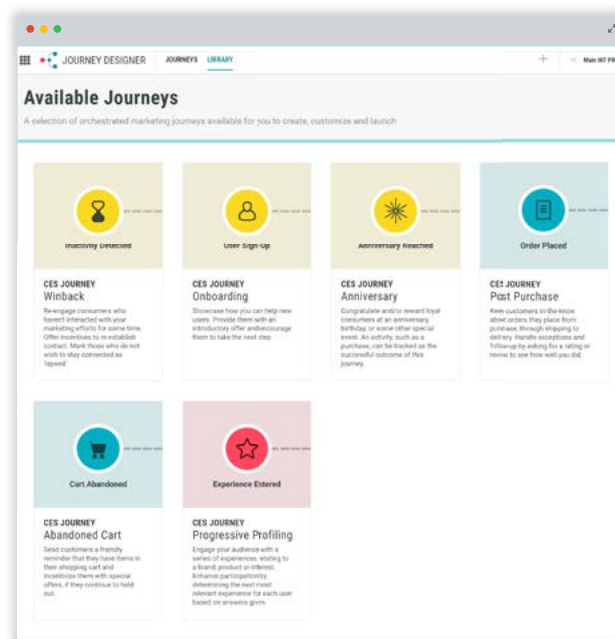 JOURNEY DESIGNER JOURNEYS LIBRARY Main INT PR
Available Journeys
A selection of orchestrated marketing journeys available for you to create, customize and launch
Inactivity Detected
CES JOURNEY
Winback
Re-engage consumers who
haven't interacted with your
marketing efforts for some time.
Offer incentives to re-establish
contact. Mark those who do not
wish to stay connected as
'lapsed.'
User Sign-Up
CES JOURNEY
Onboarding
Showcase how you can help new
users. Provide them with an
introductory offer and encourage
them to take the next step.
Anniversary Reached
CES JOURNEY
Anniversary
Congratulate and/or reward loyal
consumers at an anniversary,
birthday, or some other special
event. An activity, such as a
purchase, can be tracked as the
successful outcome of this
journey.
Order Placed
CES JOURNEY
Post Purchase
Keep customers in-the-know
about orders they place from
purchase, through shipping to
delivery. Handle exceptions and
follow-up by asking for a rating or
review to see how well you did.
Cart Abandoned
CES JOURNEY
Abandoned Cart
Send customers a friendly
reminder that they have items in
their shopping cart and
incentivize them with special
offers, if they continue to hold
out.
Experience Entered
CES JOURNEY
Progressive Profiling
Engage your audience with a
series of experiences relating to
a brand, product or interest.
Enhance participation by
determining the next most
relevant experience for each user
based on answers given.